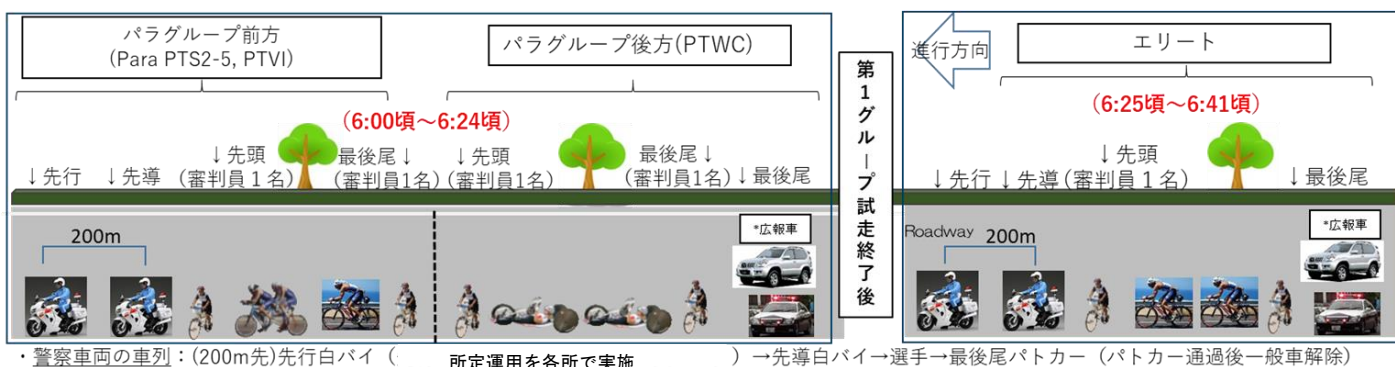 パラグループ前方
(Para PTS2-5, PTVI)
パラグループ後方(PTWC)
(6:00頃～6:24頃)
↓先行
↓先導
↓先頭
(審判員１名)
最後尾↓
(審判員1名)
↓先頭
(審判員1名)
最後尾↓
(審判員1名)
↓最後尾
200m
*広報車
第１グループ試走終了後
進行方向
エリート
(6:25頃～6:41頃)
↓先行
↓先導
↓先頭
(審判員１名)
↓最後尾
Roadway
200m
*広報車
・警察車両の車列：(200m先)先行白バイ（ 所定運用を各所で実施 ）→先導白バイ→選手→最後尾パトカー（パトカー通過後一般車解除）